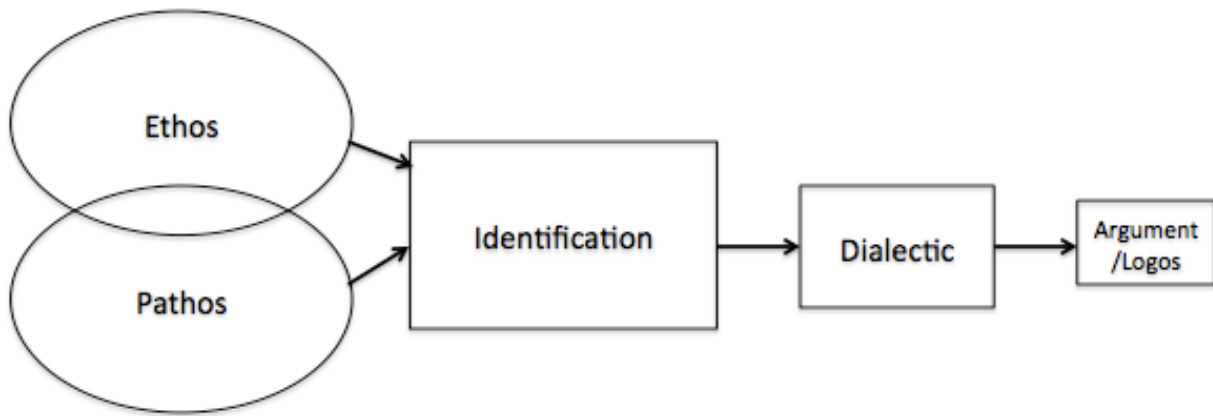 Ethos
Pathos
Identification
Dialectic
Argument
/Logos